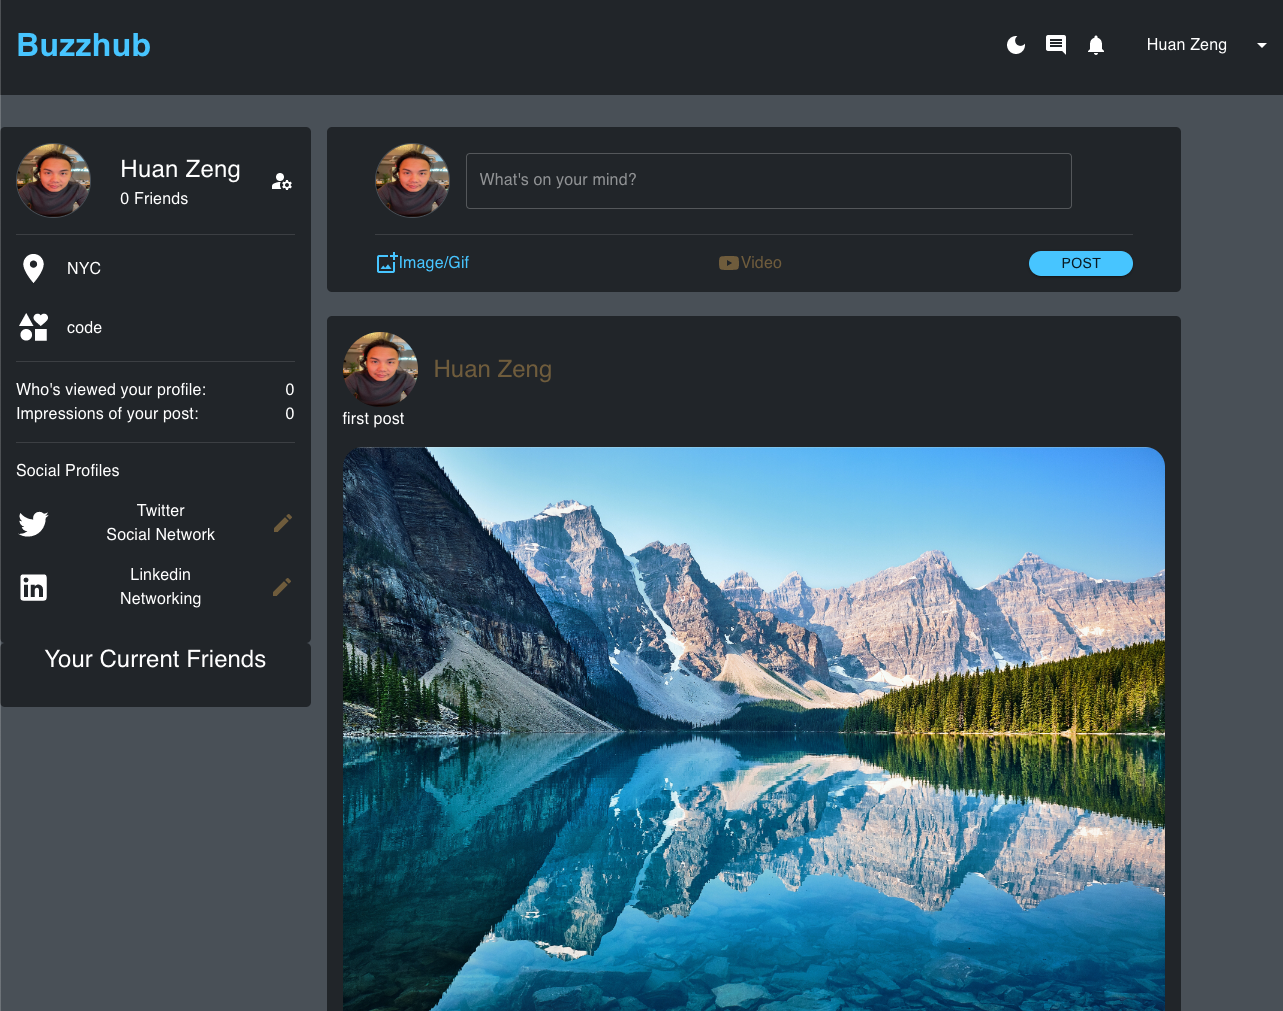 Buzzhub
Huan Zeng
Huan Zeng
0 Friends
NYC
code
Who's viewed your profile: 0
Impressions of your post: 0
Social Profiles
Twitter
Social Network
Linkedin
Networking
Your Current Friends
What's on your mind?
Image/Gif
Video
POST
Huan Zeng
first post